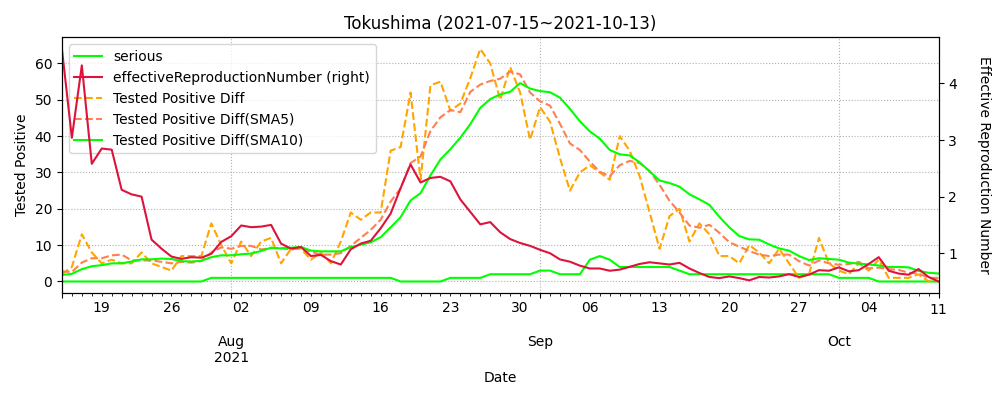 Tokushima (2021-07-15~2021-10-13)
serious
effectiveReproductionNumber (right)
Tested Positive Diff
Tested Positive Diff(SMA5)
Tested Positive Diff(SMA10)
Tested Positive
60
50
40
30
20
10
0
4
3
2
1
Effective Reproduction Number
19 26 02 09 16 23 30 06 13 20 27 04 11
Aug Sep Oct
2021
Date